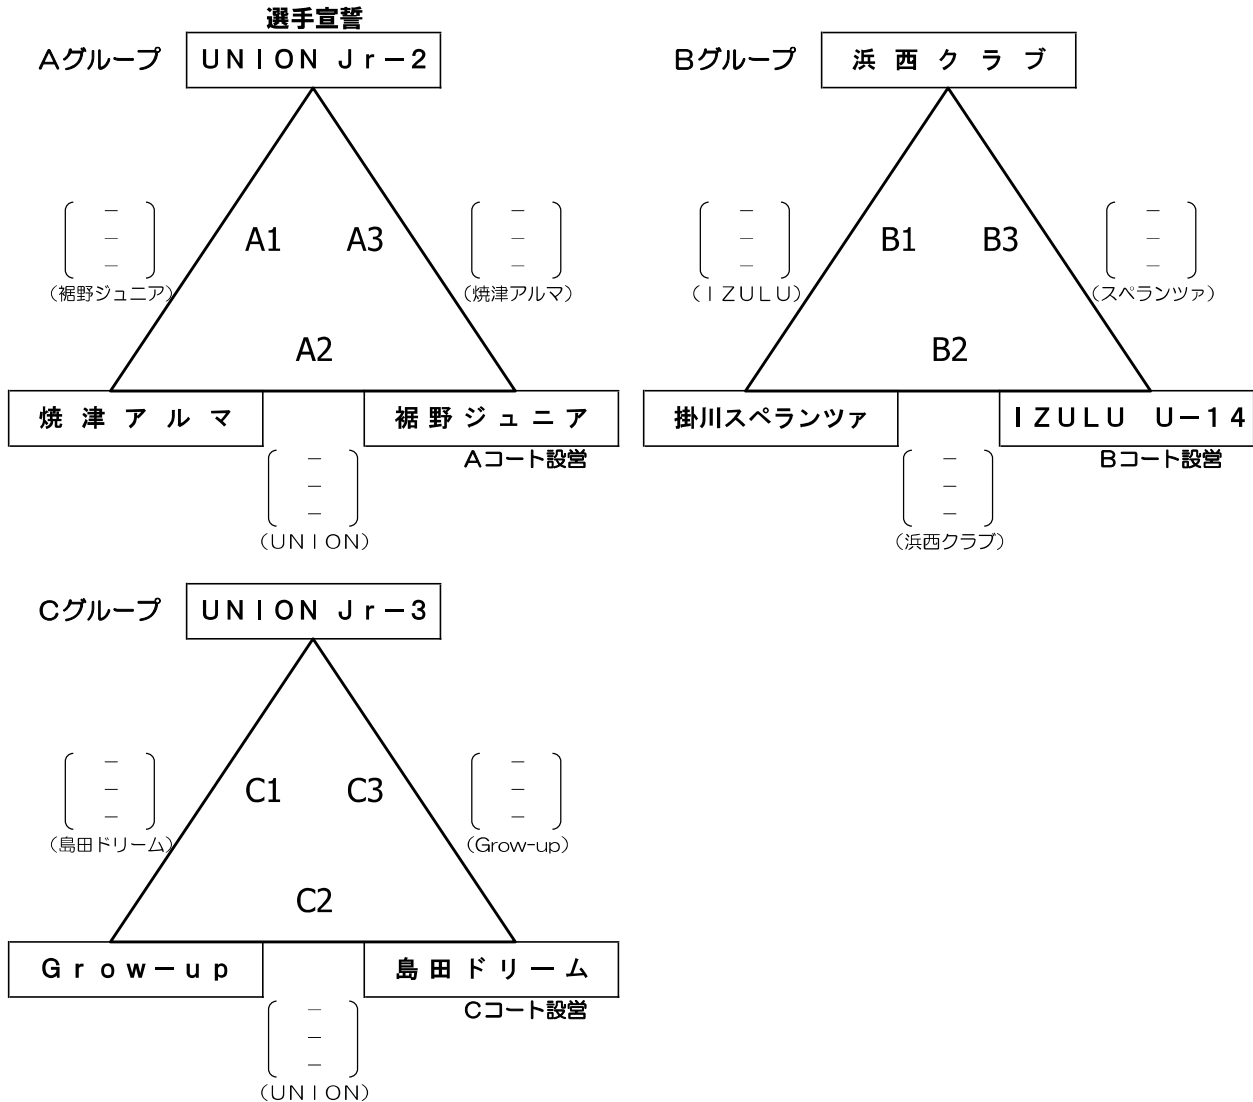 選手宣誓
Aグループ
UNION Jr－2
A1
A3
－
－
－
(裾野ジュニア)
－
－
－
(焼津アルマ)
A2
焼津アルマ
裾野ジュニア
Aコート設営
－
－
－
(UNION)
Bグループ
浜西クラブ
B1
B3
－
－
－
(IZULU)
－
－
－
(スペランツァ)
B2
掛川スペランツァ
IZULU U－14
Bコート設営
－
－
－
(浜西クラブ)
Cグループ
UNION Jr－3
C1
C3
－
－
－
(島田ドリーム)
－
－
－
(Grow-up)
C2
Grow－up
島田ドリーム
Cコート設営
－
－
－
(UNION)